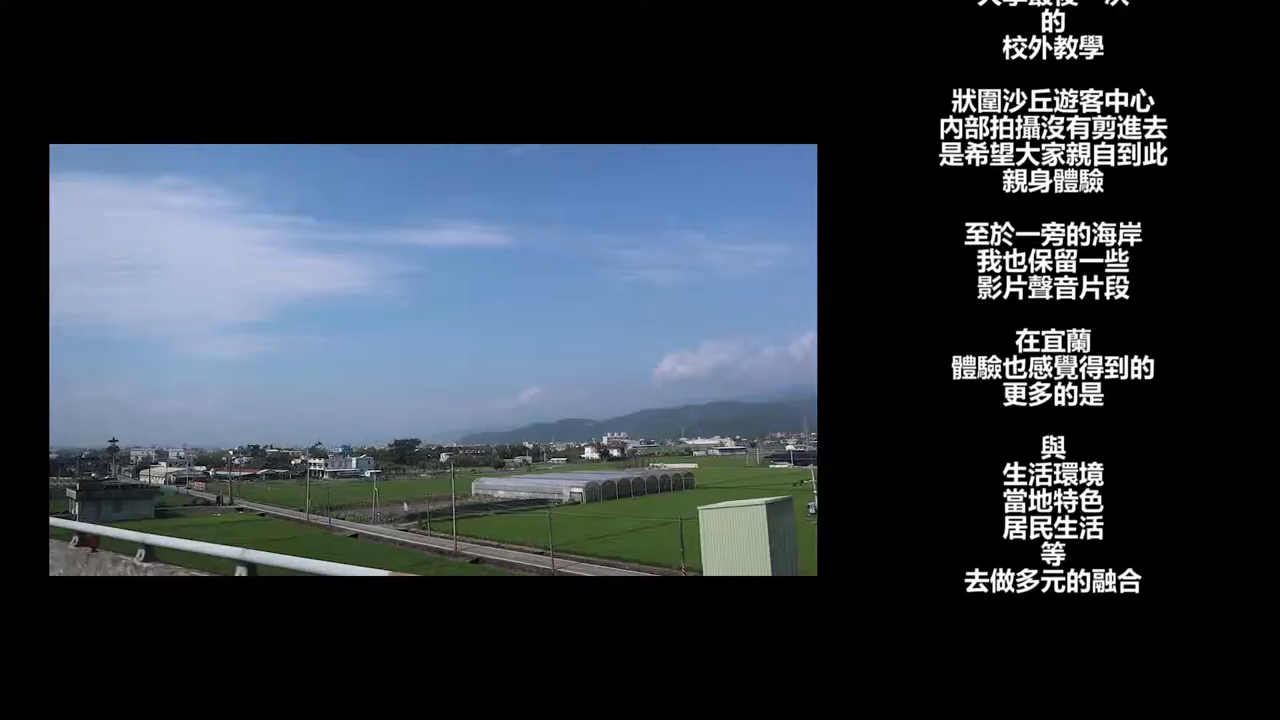 的
校外教學
狀圍沙丘遊客中心
內部拍攝沒有剪進去
是希望大家親自到此
親身體驗
至於一旁的海岸
我也保留一些
影片聲音片段
在宜蘭
體驗也感覺得到的
更多的是
與
生活環境
當地特色
居民生活
等
去做多元的融合